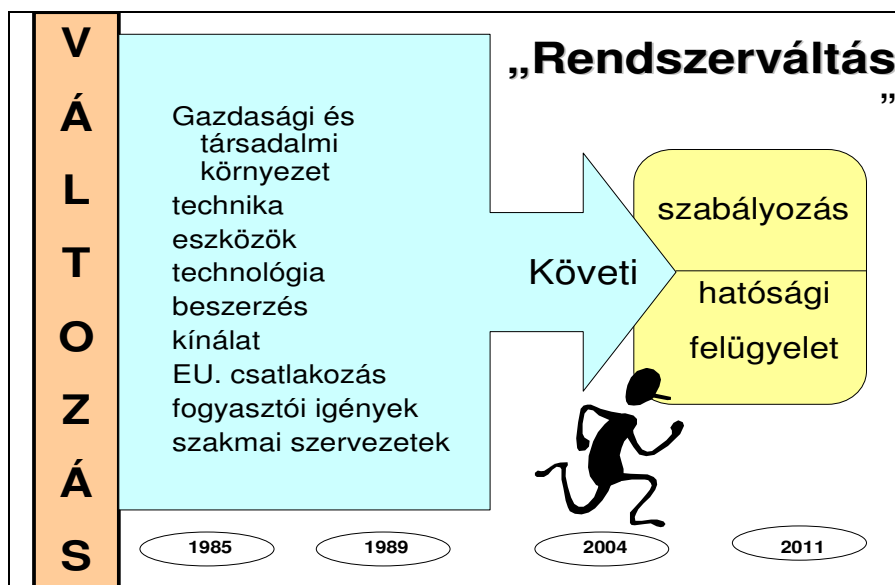 VÁLTOZÁS
„Rendszerváltás
”
Gazdasági és
társadalmi
környezet
technika
eszközök
technológia
beszerzés
kínálat
EU. csatlakozás
fogyasztói igények
szakmai szervezetek
Követi
szabályozás
hatósági
felügyelet
1985
1989
2004
2011